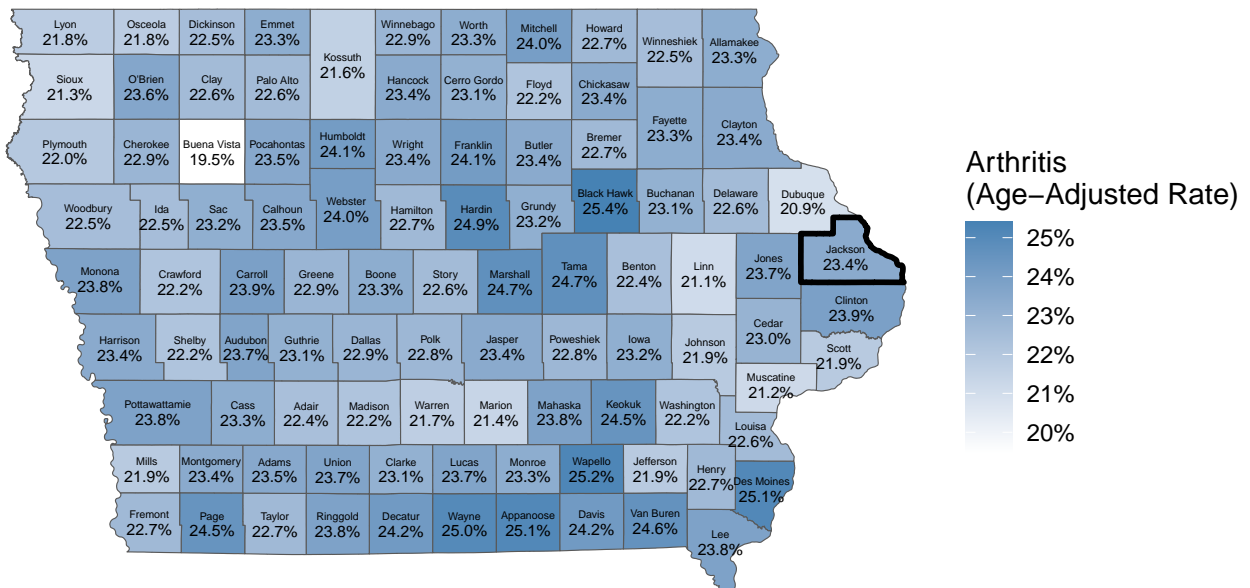 Lyon
21.8%
Osceola
21.8%
Dickinson
22.5%
Emmet
23.3%
Kossuth
21.6%
Winnebago
22.9%
Worth
23.3%
Mitchell
24.0%
Howard
22.7%
Winneshiek
22.5%
Allamakee
23.3%
Sioux
21.3%
O'Brien
23.6%
Clay
22.6%
Palo Alto
22.6%
Hancock
23.4%
Cerro Gordo
23.1%
Floyd
22.2%
Chickasaw
23.4%
Fayette
23.3%
Clayton
23.4%
Plymouth
22.0%
Cherokee
22.9%
Buena Vista
19.5%
Pocahontas
23.5%
Humboldt
24.1%
Wright
23.4%
Franklin
24.1%
Butler
23.4%
Bremer
22.7%
Woodbury
22.5%
Ida
22.5%
Sac
23.2%
Calhoun
23.5%
Webster
24.0%
Hamilton
22.7%
Hardin
24.9%
Grundy
23.2%
Black Hawk
25.4%
Buchanan
23.1%
Delaware
22.6%
Dubuque
20.9%
Monona
23.8%
Crawford
22.2%
Carroll
23.9%
Greene
22.9%
Boone
23.3%
Story
22.6%
Marshall
24.7%
Tama
24.7%
Benton
22.4%
Linn
21.1%
Jones
23.7%
Jackson
23.4%
Clinton
23.9%
Harrison
23.4%
Shelby
22.2%
Audubon
23.7%
Guthrie
23.1%
Dallas
22.9%
Polk
22.8%
Jasper
23.4%
Poweshiek
22.8%
Iowa
23.2%
Johnson
21.9%
Cedar
23.0%
Scott
21.9%
Muscatine
21.2%
Pottawattamie
23.8%
Cass
23.3%
Adair
22.4%
Madison
22.2%
Warren
21.7%
Marion
21.4%
Mahaska
23.8%
Keokuk
24.5%
Washington
22.2%
Louisa
22.6%
Mills
21.9%
Montgomery
23.4%
Adams
23.5%
Union
23.7%
Clarke
23.1%
Lucas
23.7%
Monroe
23.3%
Wapello
25.2%
Jefferson
21.9%
Henry
22.7%
Des Moines
25.1%
Fremont
22.7%
Page
24.5%
Taylor
22.7%
Ringgold
23.8%
Decatur
24.2%
Wayne
25.0%
Appanoose
25.1%
Davis
24.2%
Van Buren
24.6%
Lee
23.8%
Arthritis
(Age−Adjusted Rate)
25%
24%
23%
22%
21%
20%